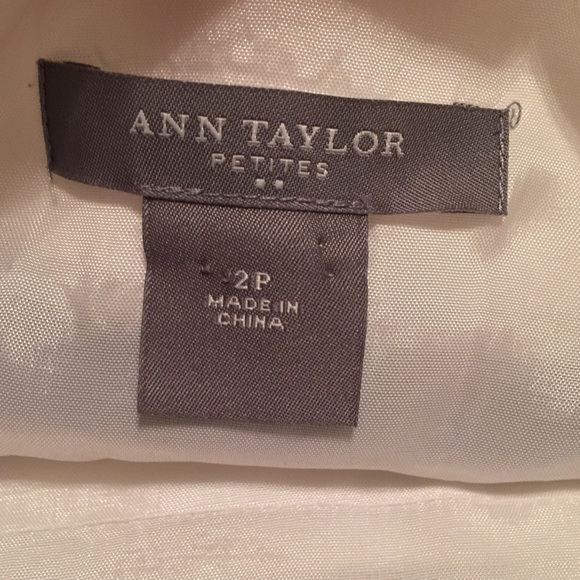 ANN TAYLOR
PETITES
2P
MADE IN
CHINA